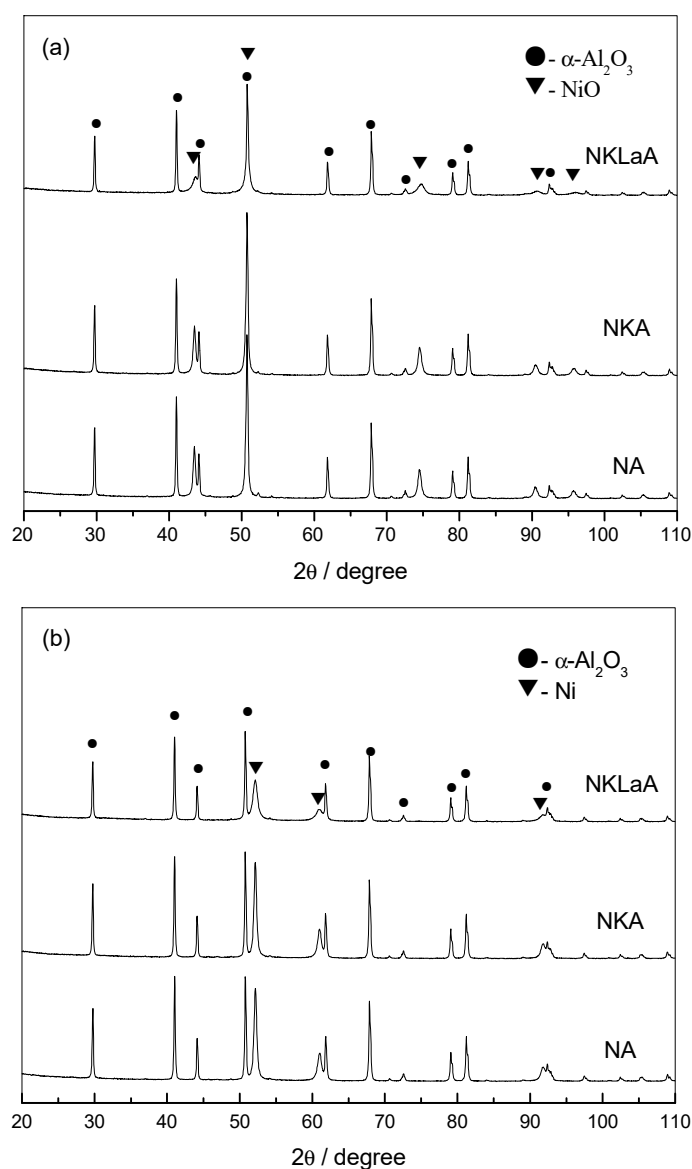 (a)
●- α-Al₂O₃
▼- NiO
NKLaA
NKA
NA
20 30 40 50 60 70 80 90 100 110
2θ / degree
(b)
●- α-Al₂O₃
▼- Ni
NKLaA
NKA
NA
20 30 40 50 60 70 80 90 100 110
2θ / degree